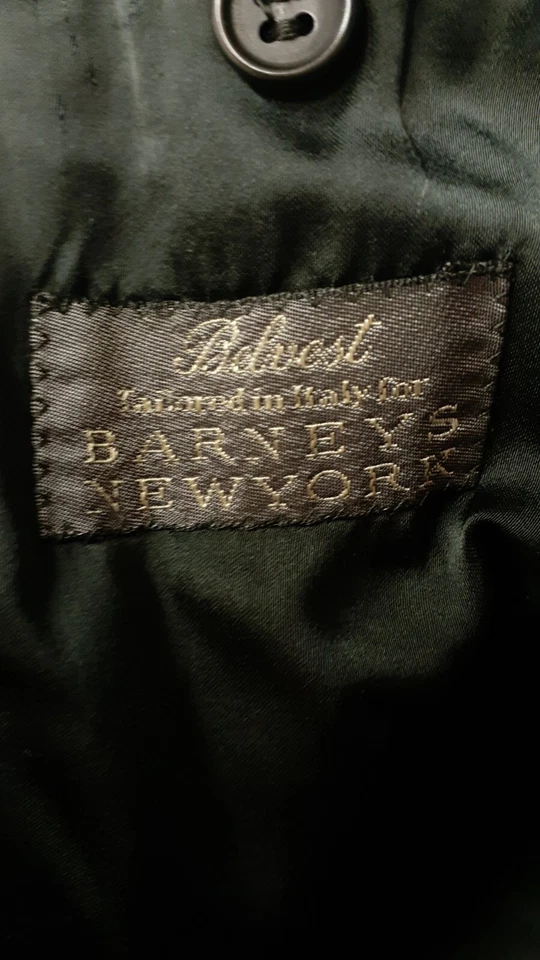 Belvest
Tailored in Italy for
BARNEYS
NEWYORK